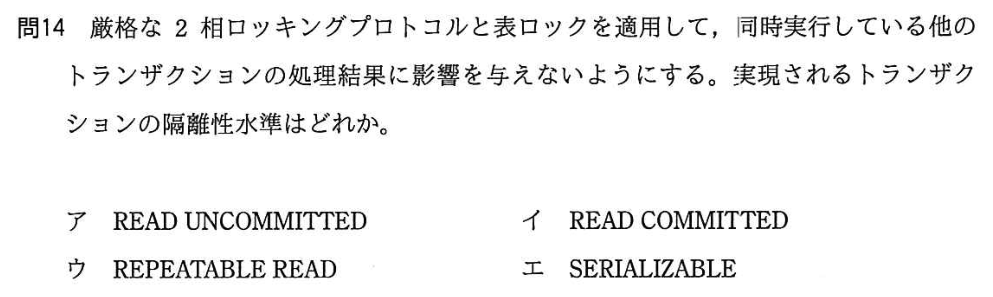 問14　厳格な 2 相ロッキングプロトコルと表ロックを適用して，同時実行している他の
トランザクションの処理結果に影響を与えないようにする。実現されるトランザク
ションの隔離性水準はどれか。
ア　READ UNCOMMITTED　イ　READ COMMITTED
ウ　REPEATABLE READ　エ　SERIALIZABLE